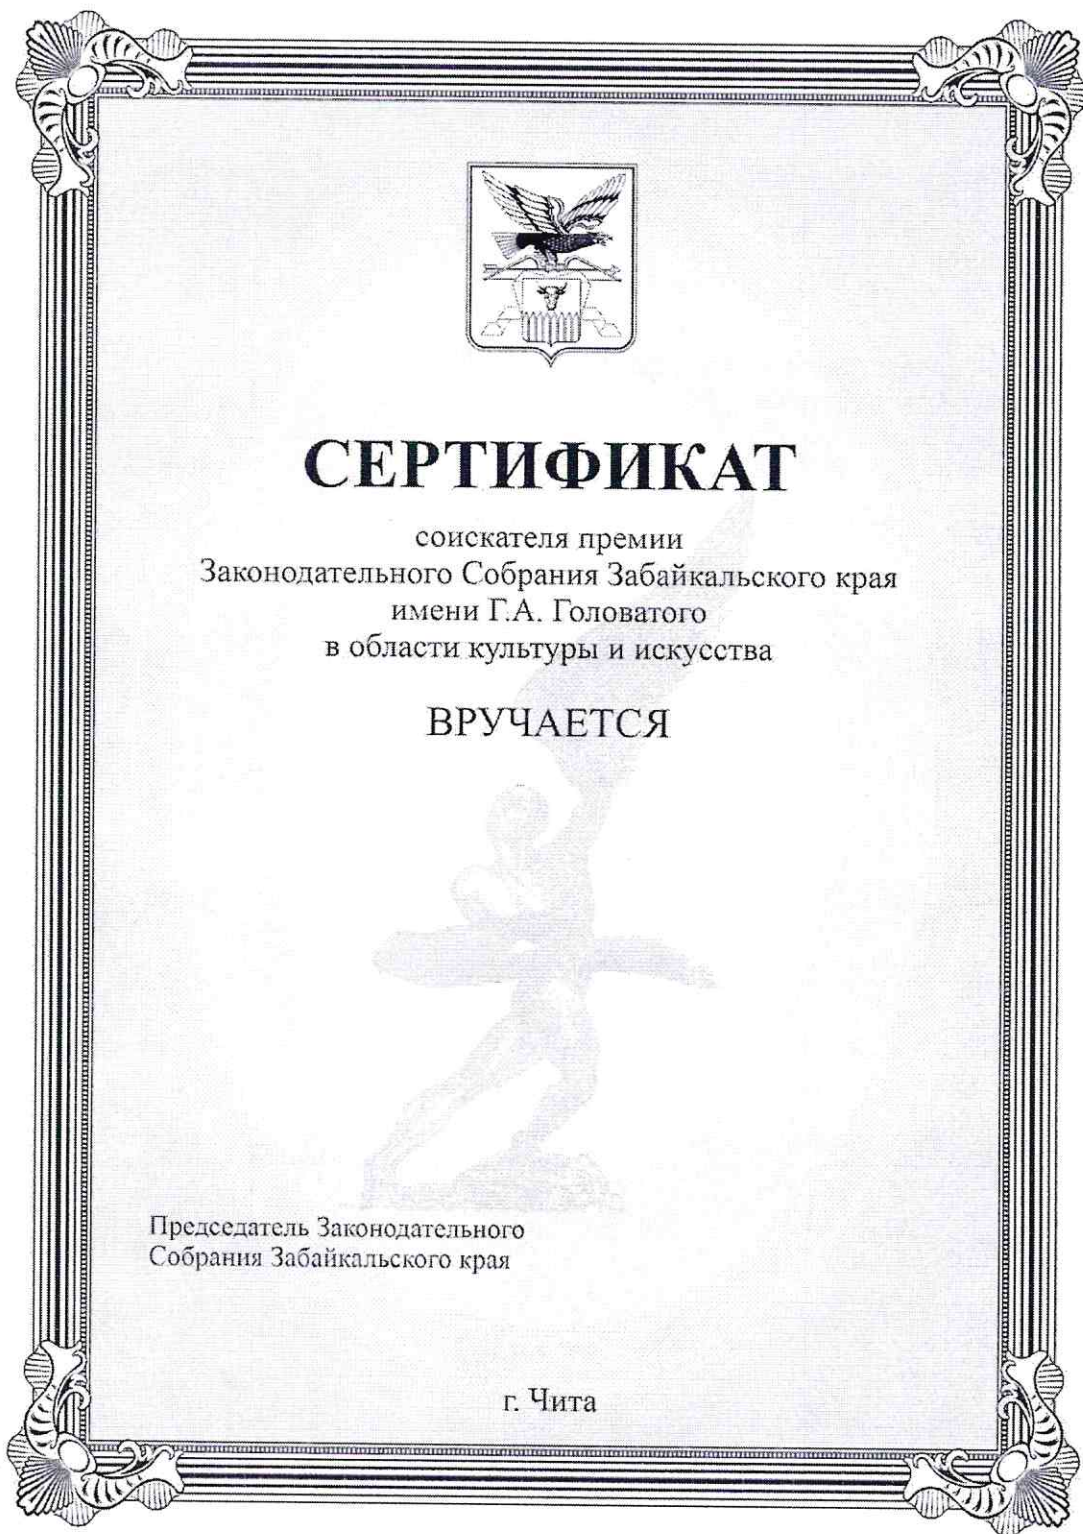 СЕРТИФИКАТ
соискателя премии
Законодательного Собрания Забайкальского края
имени Г.А. Головатого
в области культуры и искусства
ВРУЧАЕТСЯ
Председатель Законодательного
Собрания Забайкальского края
г. Чита